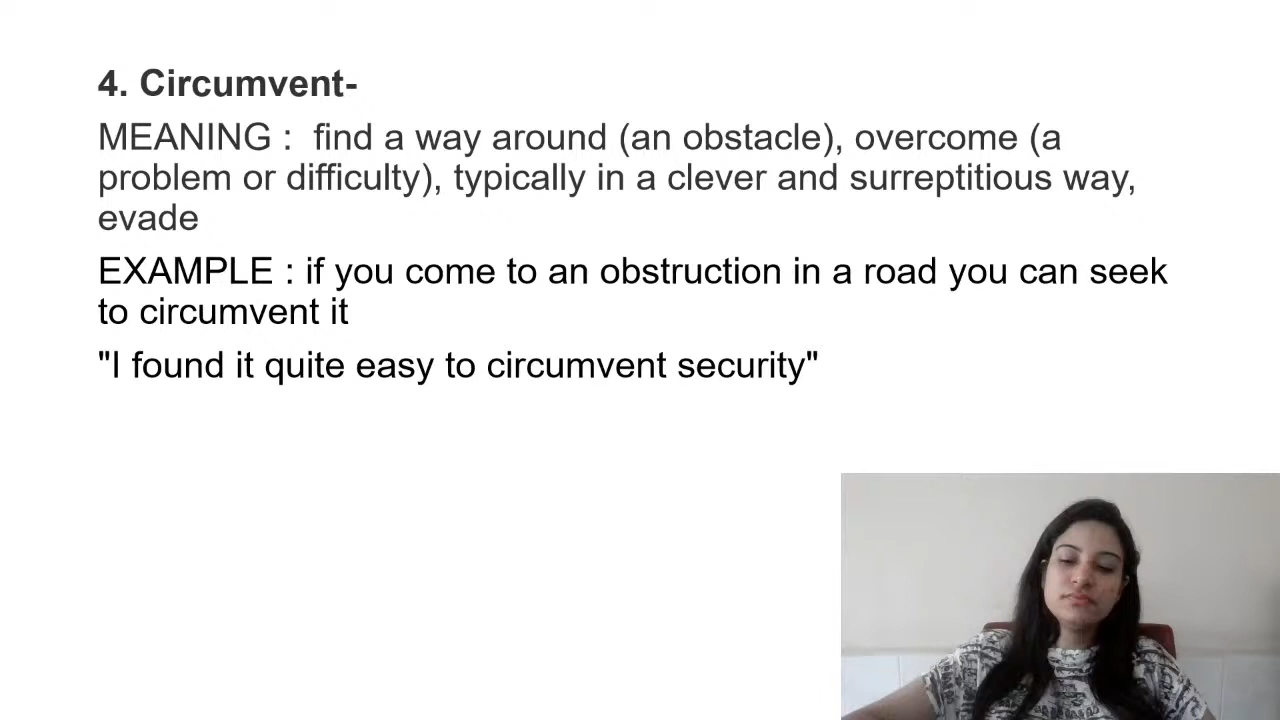 4. Circumvent-
MEANING :  find a way around (an obstacle), overcome (a
problem or difficulty), typically in a clever and surreptitious way,
evade
EXAMPLE : if you come to an obstruction in a road you can seek
to circumvent it
"I found it quite easy to circumvent security"